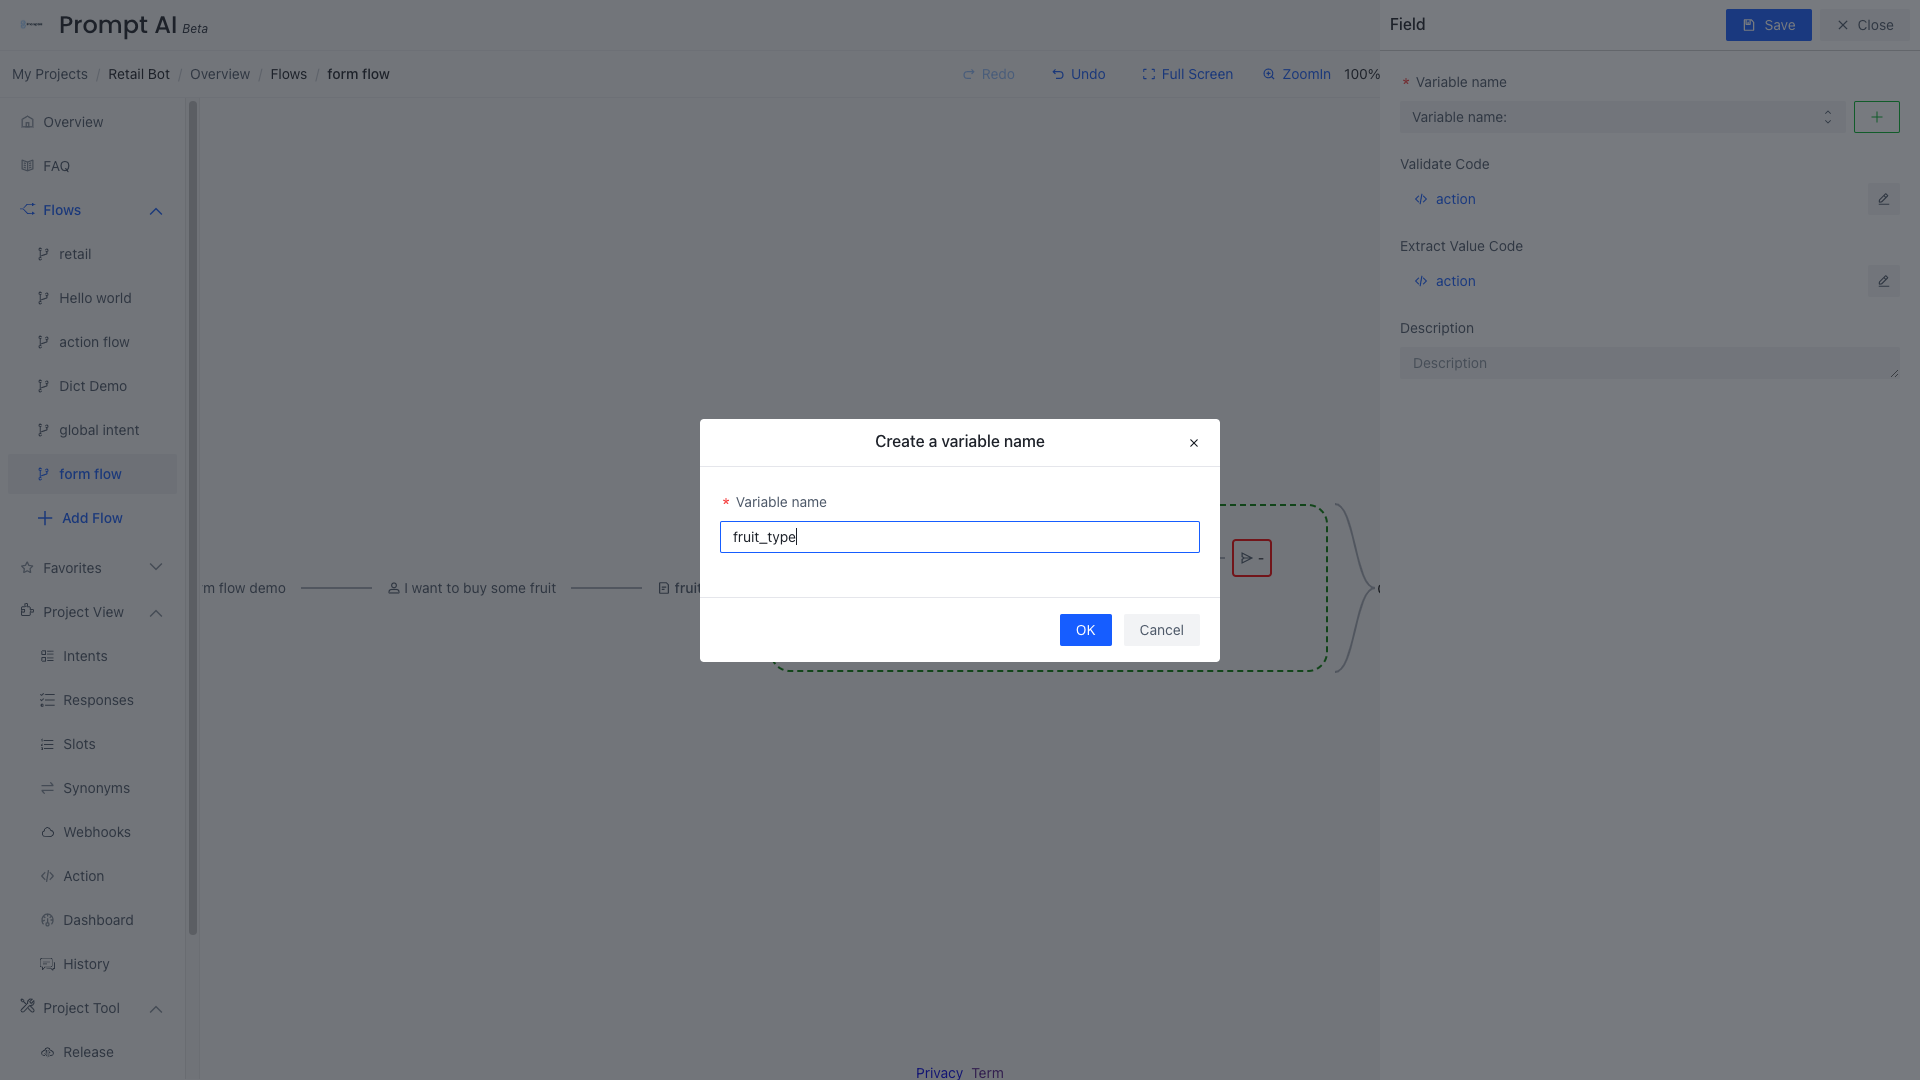 Prompt AI Beta
My Projects / Retail Bot / Overview / Flows / form flow
Redo
Undo
Full Screen
ZoomIn
100%
Overview
FAQ
Flows
retail
Hello world
action flow
Dict Demo
global intent
form flow
Add Flow
Favorites
Project View
Intents
Responses
Slots
Synonyms
Webhooks
Action
Dashboard
History
Project Tool
Release
m flow demo
I want to buy some fruit
fruit
-
Create a variable name
×
* Variable name
fruit_type
OK
Cancel
Field
Save
Close
* Variable name
Variable name:
Validate Code
action
Extract Value Code
action
Description
Description
Privacy Term